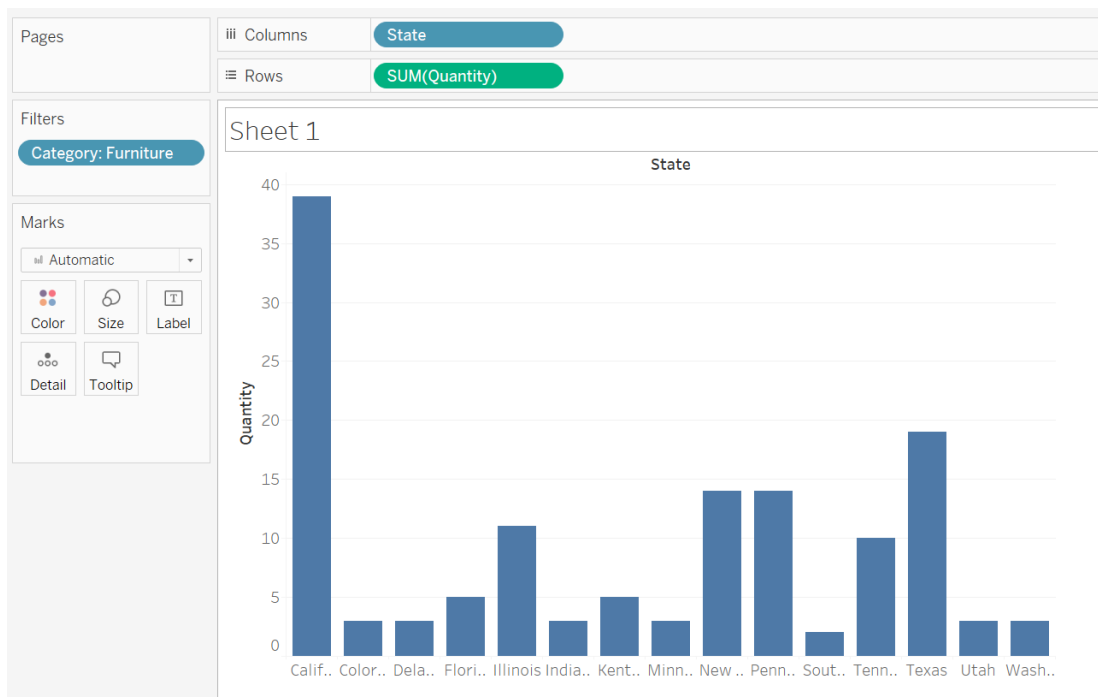 Pages
iii Columns
State
Rows
SUM(Quantity)
Filters
Category: Furniture
Marks
Automatic
Color
Size
T
Label
Detail
Tooltip
Sheet 1
State
Quantity
40
35
30
25
20
15
10
5
0
Calif.. Color.. Dela.. Flori.. Illinois India.. Kent.. Minn.. New .. Penn.. Sout.. Tenn.. Texas Utah Wash..